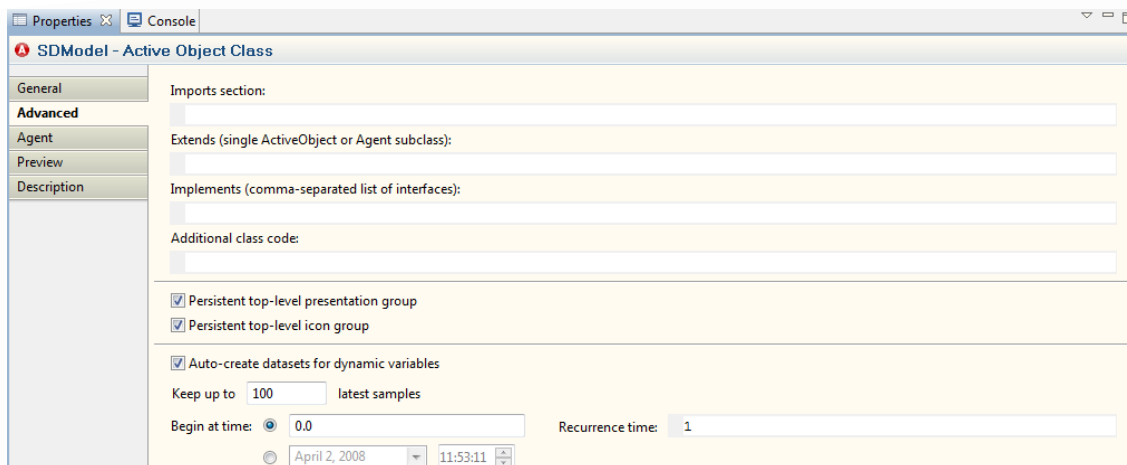 Properties Console
SDModel - Active Object Class
General
Advanced
Agent
Preview
Description
Imports section:
Extends (single ActiveObject or Agent subclass):
Implements (comma-separated list of interfaces):
Additional class code:
Persistent top-level presentation group
Persistent top-level icon group
Auto-create datasets for dynamic variables
Keep up to 100 latest samples
Begin at time: 0.0 Recurrence time: 1
April 2, 2008 11:53:11